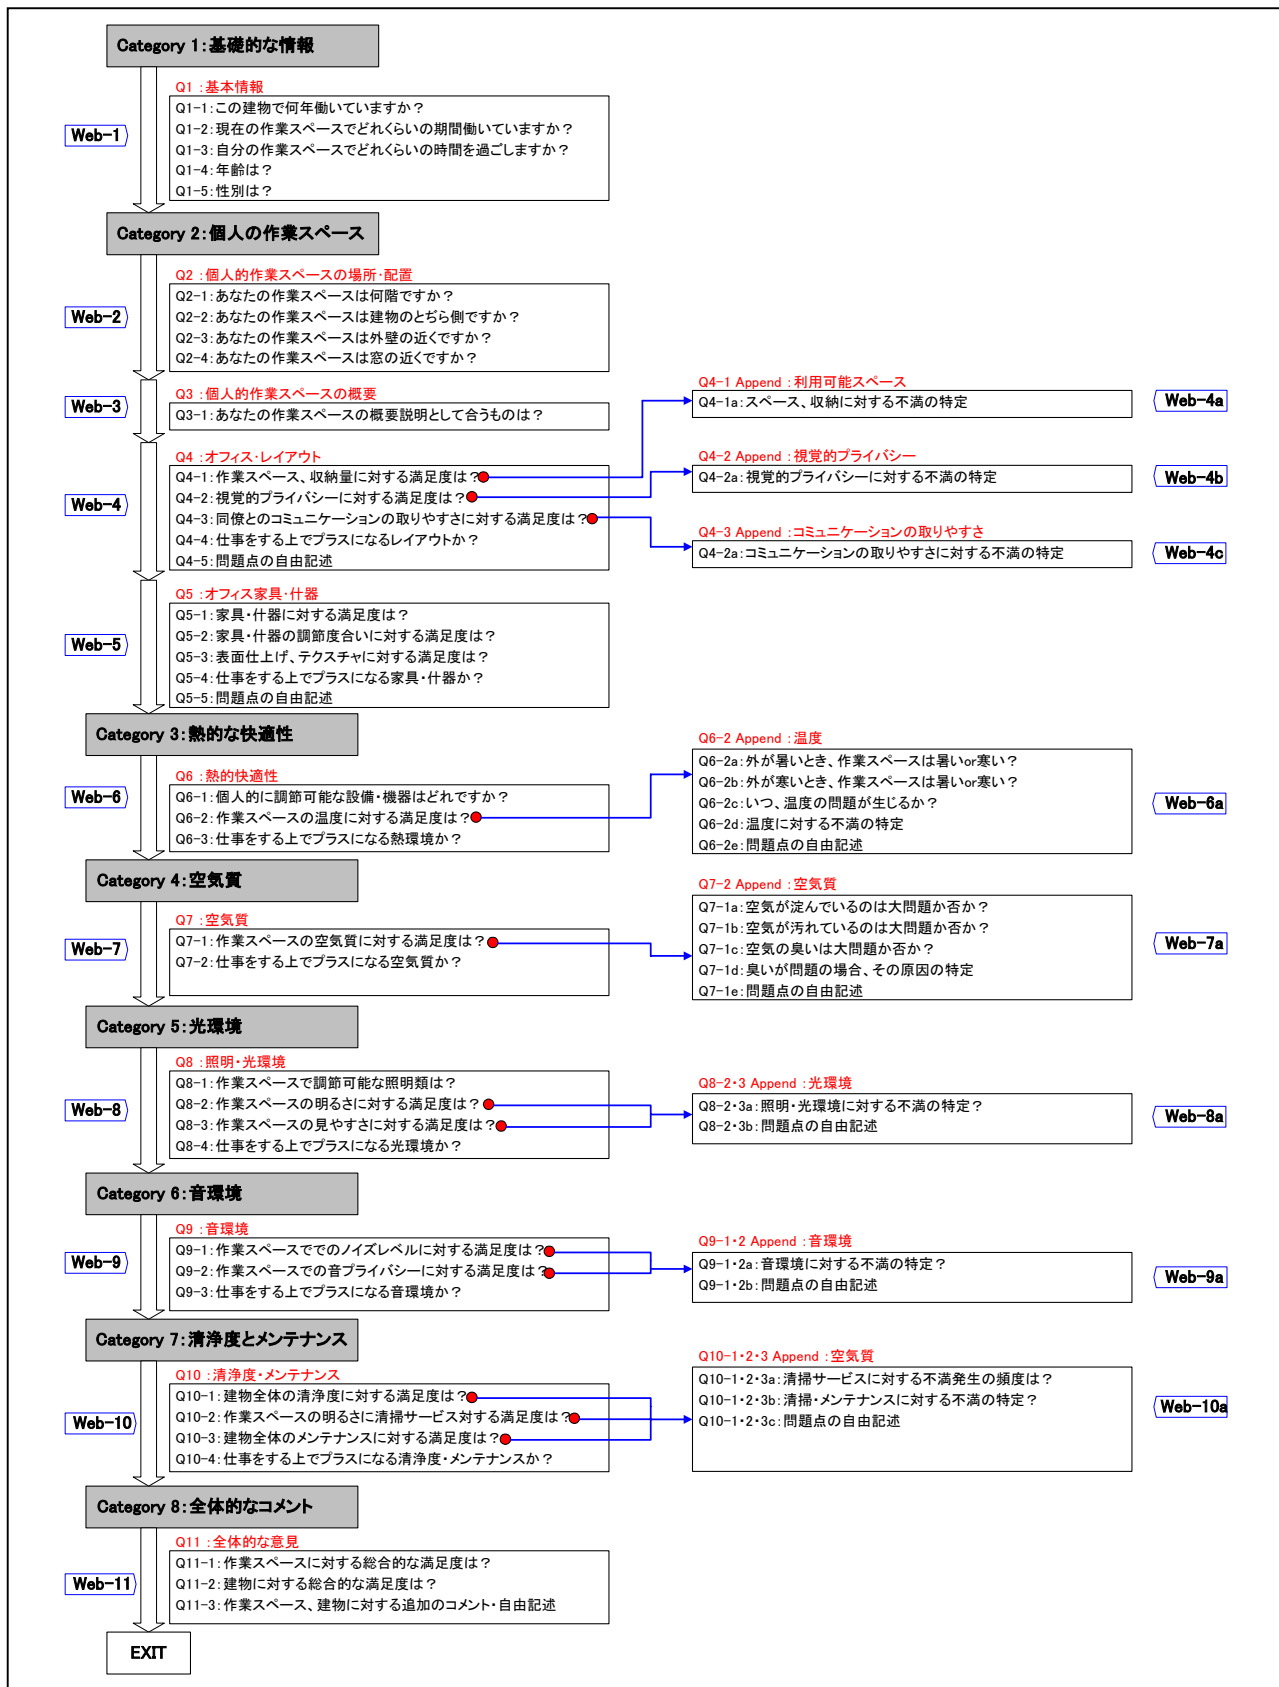 Category 1:基礎的な情報
Q1 :基本情報
Web-1
Q1-1:この建物で何年働いていますか?
Q1-2:現在の作業スペースでどれくらいの期間働いていますか?
Q1-3:自分の作業スペースでどれくらいの時間を過ごしますか?
Q1-4:年齢は?
Q1-5:性別は?
Category 2:個人の作業スペース
Q2 :個人的作業スペースの場所・配置
Web-2
Q2-1:あなたの作業スペースは何階ですか?
Q2-2:あなたの作業スペースは建物のとぢら側ですか?
Q2-3:あなたの作業スペースは外壁の近くですか?
Q2-4:あなたの作業スペースは窓の近くですか?
Q3 :個人的作業スペースの概要
Web-3
Q3-1:あなたの作業スペースの概要説明として合うものは?
Q4 :オフィス・レイアウト
Web-4
Q4-1:作業スペース、収納量に対する満足度は?
Q4-2:視覚的プライバシーに対する満足度は?
Q4-3:同僚とのコミュニケーションの取りやすさに対する満足度は?
Q4-4:仕事をする上でプラスになるレイアウトか?
Q4-5:問題点の自由記述
Q4-1 Append :利用可能スペース
Q4-1a:スペース、収納に対する不満の特定
Web-4a
Q4-2 Append :視覚的プライバシー
Q4-2a:視覚的プライバシーに対する不満の特定
Web-4b
Q4-3 Append :コミュニケーションの取りやすさ
Q4-2a:コミュニケーションの取りやすさに対する不満の特定
Web-4c
Q5 :オフィス家具・什器
Web-5
Q5-1:家具・什器に対する満足度は?
Q5-2:家具・什器の調節度合いに対する満足度は?
Q5-3:表面仕上げ、テクスチャに対する満足度は?
Q5-4:仕事をする上でプラスになる家具・什器か?
Q5-5:問題点の自由記述
Category 3:熱的な快適性
Q6 :熱的快適性
Web-6
Q6-1:個人的に調節可能な設備・機器はどれですか?
Q6-2:作業スペースの温度に対する満足度は?
Q6-3:仕事をする上でプラスになる熱環境か?
Q6-2 Append :温度
Q6-2a:外が暑いとき、作業スペースは暑いor寒い?
Q6-2b:外が寒いとき、作業スペースは暑いor寒い?
Q6-2c:いつ、温度の問題が生じるか?
Q6-2d:温度に対する不満の特定
Q6-2e:問題点の自由記述
Web-6a
Category 4:空気質
Q7 :空気質
Web-7
Q7-1:作業スペースの空気質に対する満足度は?
Q7-2:仕事をする上でプラスになる空気質か?
Q7-2 Append :空気質
Q7-1a:空気が淀んでいるのは大問題か否か?
Q7-1b:空気が汚れているのは大問題か否か?
Q7-1c:空気の臭いは大問題か否か?
Q7-1d:臭いが問題の場合、その原因の特定
Q7-1e:問題点の自由記述
Web-7a
Category 5:光環境
Q8 :照明・光環境
Web-8
Q8-1:作業スペースで調節可能な照明類は?
Q8-2:作業スペースの明るさに対する満足度は?
Q8-3:作業スペースの見やすさに対する満足度は?
Q8-4:仕事をする上でプラスになる光環境か?
Q8-2・3 Append :光環境
Q8-2・3a:照明・光環境に対する不満の特定?
Q8-2・3b:問題点の自由記述
Web-8a
Category 6:音環境
Q9 :音環境
Web-9
Q9-1:作業スペースででのノイズレベルに対する満足度は?
Q9-2:作業スペースでの音プライバシーに対する満足度は?
Q9-3:仕事をする上でプラスになる音環境か?
Q9-1・2 Append :音環境
Q9-1・2a:音環境に対する不満の特定?
Q9-1・2b:問題点の自由記述
Web-9a
Category 7:清浄度とメンテナンス
Q10 :清浄度・メンテナンス
Web-10
Q10-1:建物全体の清浄度に対する満足度は?
Q10-2:作業スペースの明るさに清掃サービス対する満足度は?
Q10-3:建物全体のメンテナンスに対する満足度は?
Q10-4:仕事をする上でプラスになる清浄度・メンテナンスか?
Q10-1・2・3 Append :空気質
Q10-1・2・3a:清掃サービスに対する不満発生の頻度は?
Q10-1・2・3b:清掃・メンテナンスに対する不満の特定?
Q10-1・2・3c:問題点の自由記述
Web-10a
Category 8:全体的なコメント
Q11 :全体的な意見
Web-11
Q11-1:作業スペースに対する総合的な満足度は?
Q11-2:建物に対する総合的な満足度は?
Q11-3:作業スペース、建物に対する追加のコメント・自由記述
EXIT